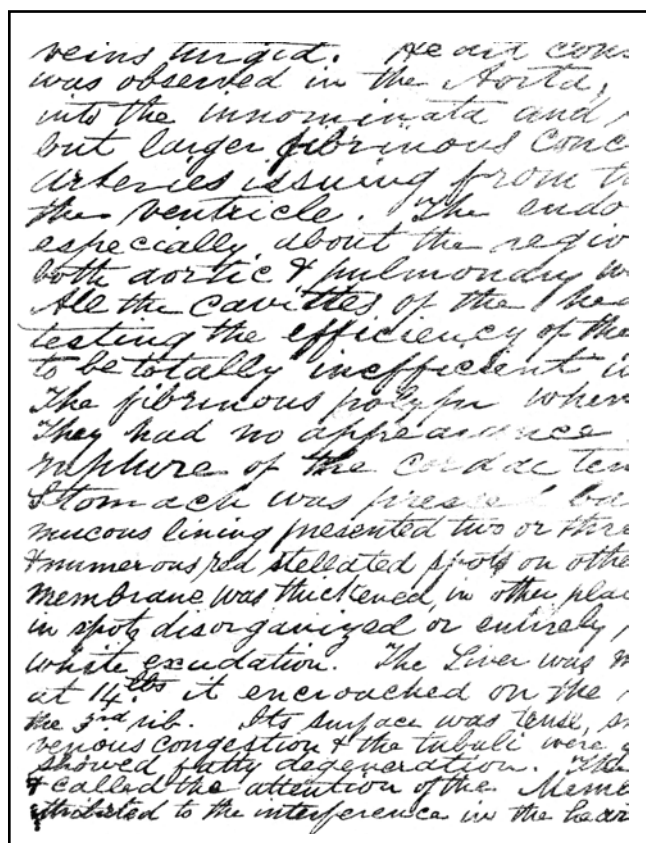 veins turgid. Heart cons
was observed in the Aorta,
into the innominata and
but larger fibrinous conc
arteries issuing from th
the ventricle. The endo
especially about the regio
both aortic & pulmonary
All the cavities of the hea
testing the efficiency of the
to be totally inefficient i
The fibrinous polypi when
They had no appearance
rupture of the cordae ten
Stomach was
mucous lining presented two or thre
& numerous red stellated spots on othe
membrane was thickened, in other plac
in spots disorganized or entirely
white exudation. The Liver was
at 14 lbs it encroached on the
the 3rd rib. Its surface was tense, sm
venous congestion & the tubuli were
showed fatty degeneration.
& called the attention of the Meme
to the interference in the hear